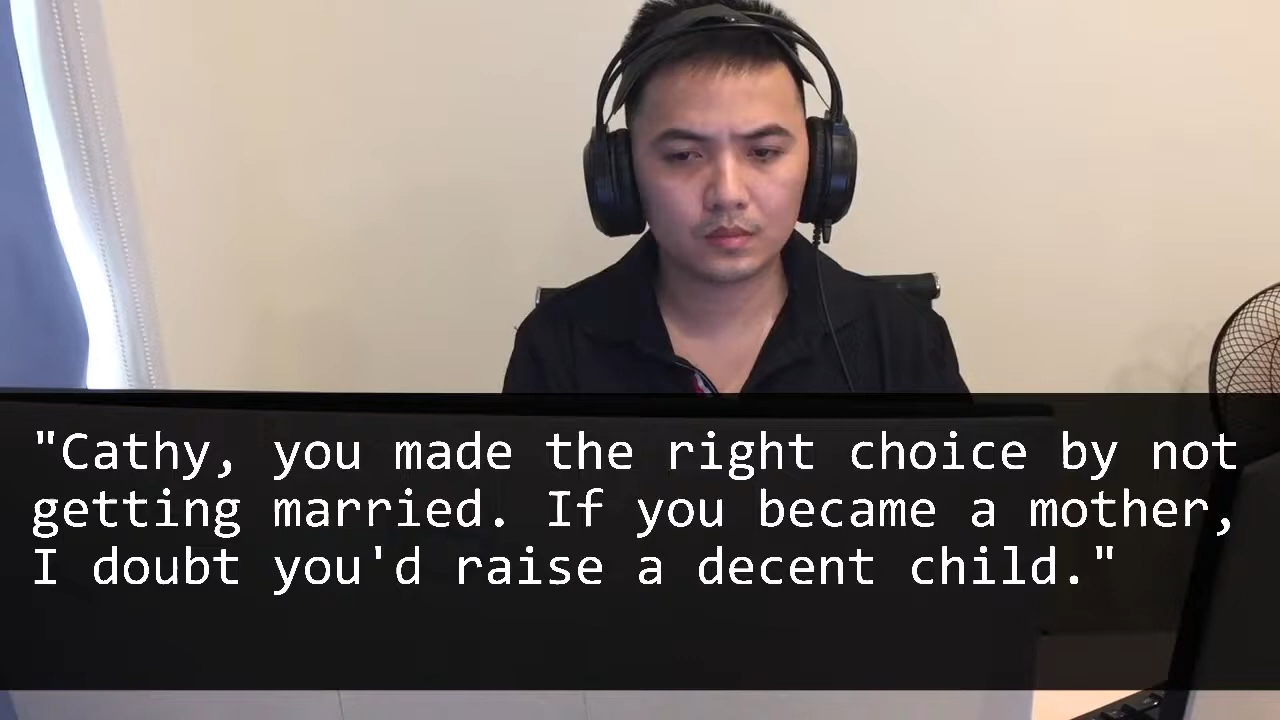 "Cathy, you made the right choice by not
getting married. If you became a mother,
I doubt you'd raise a decent child."